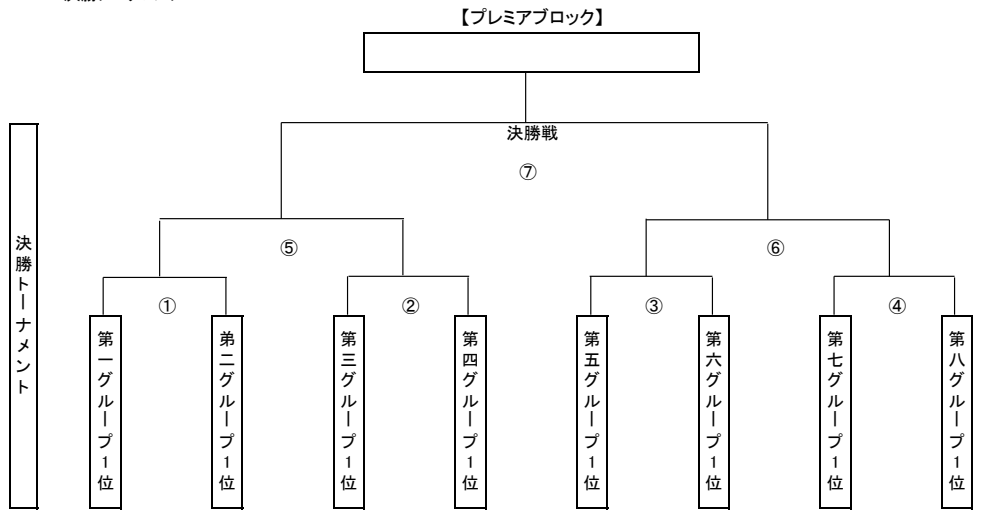 【プレミアブロック】
決勝戦
⑦
⑤
⑥
①
②
③
④
決勝トーナメント
第一グループ1位
弟二グループ1位
第三グループ1位
第四グループ1位
第五グループ1位
第六グループ1位
第七グループ1位
第八グループ1位